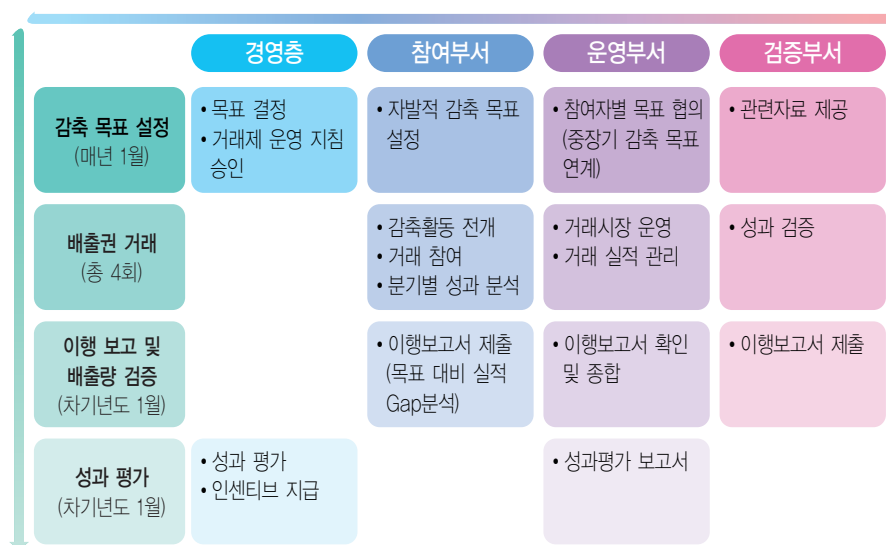 경영층
참여부서
운영부서
검증부서
감축 목표 설정
(매년 1월)
• 목표 결정
• 거래제 운영 지침
승인
• 자발적 감축 목표
설정
• 참여자별 목표 협의
(중장기 감축 목표
연계)
• 관련자료 제공
배출권 거래
(총 4회)
• 감축활동 전개
• 거래 참여
• 분기별 성과 분석
• 거래시장 운영
• 거래 실적 관리
• 성과 검증
이행 보고 및
배출량 검증
(차기년도 1월)
• 이행보고서 제출
(목표 대비 실적
Gap분석)
• 이행보고서 확인
및 종합
• 이행보고서 제출
성과 평가
(차기년도 1월)
• 성과 평가
• 인센티브 지급
• 성과평가 보고서